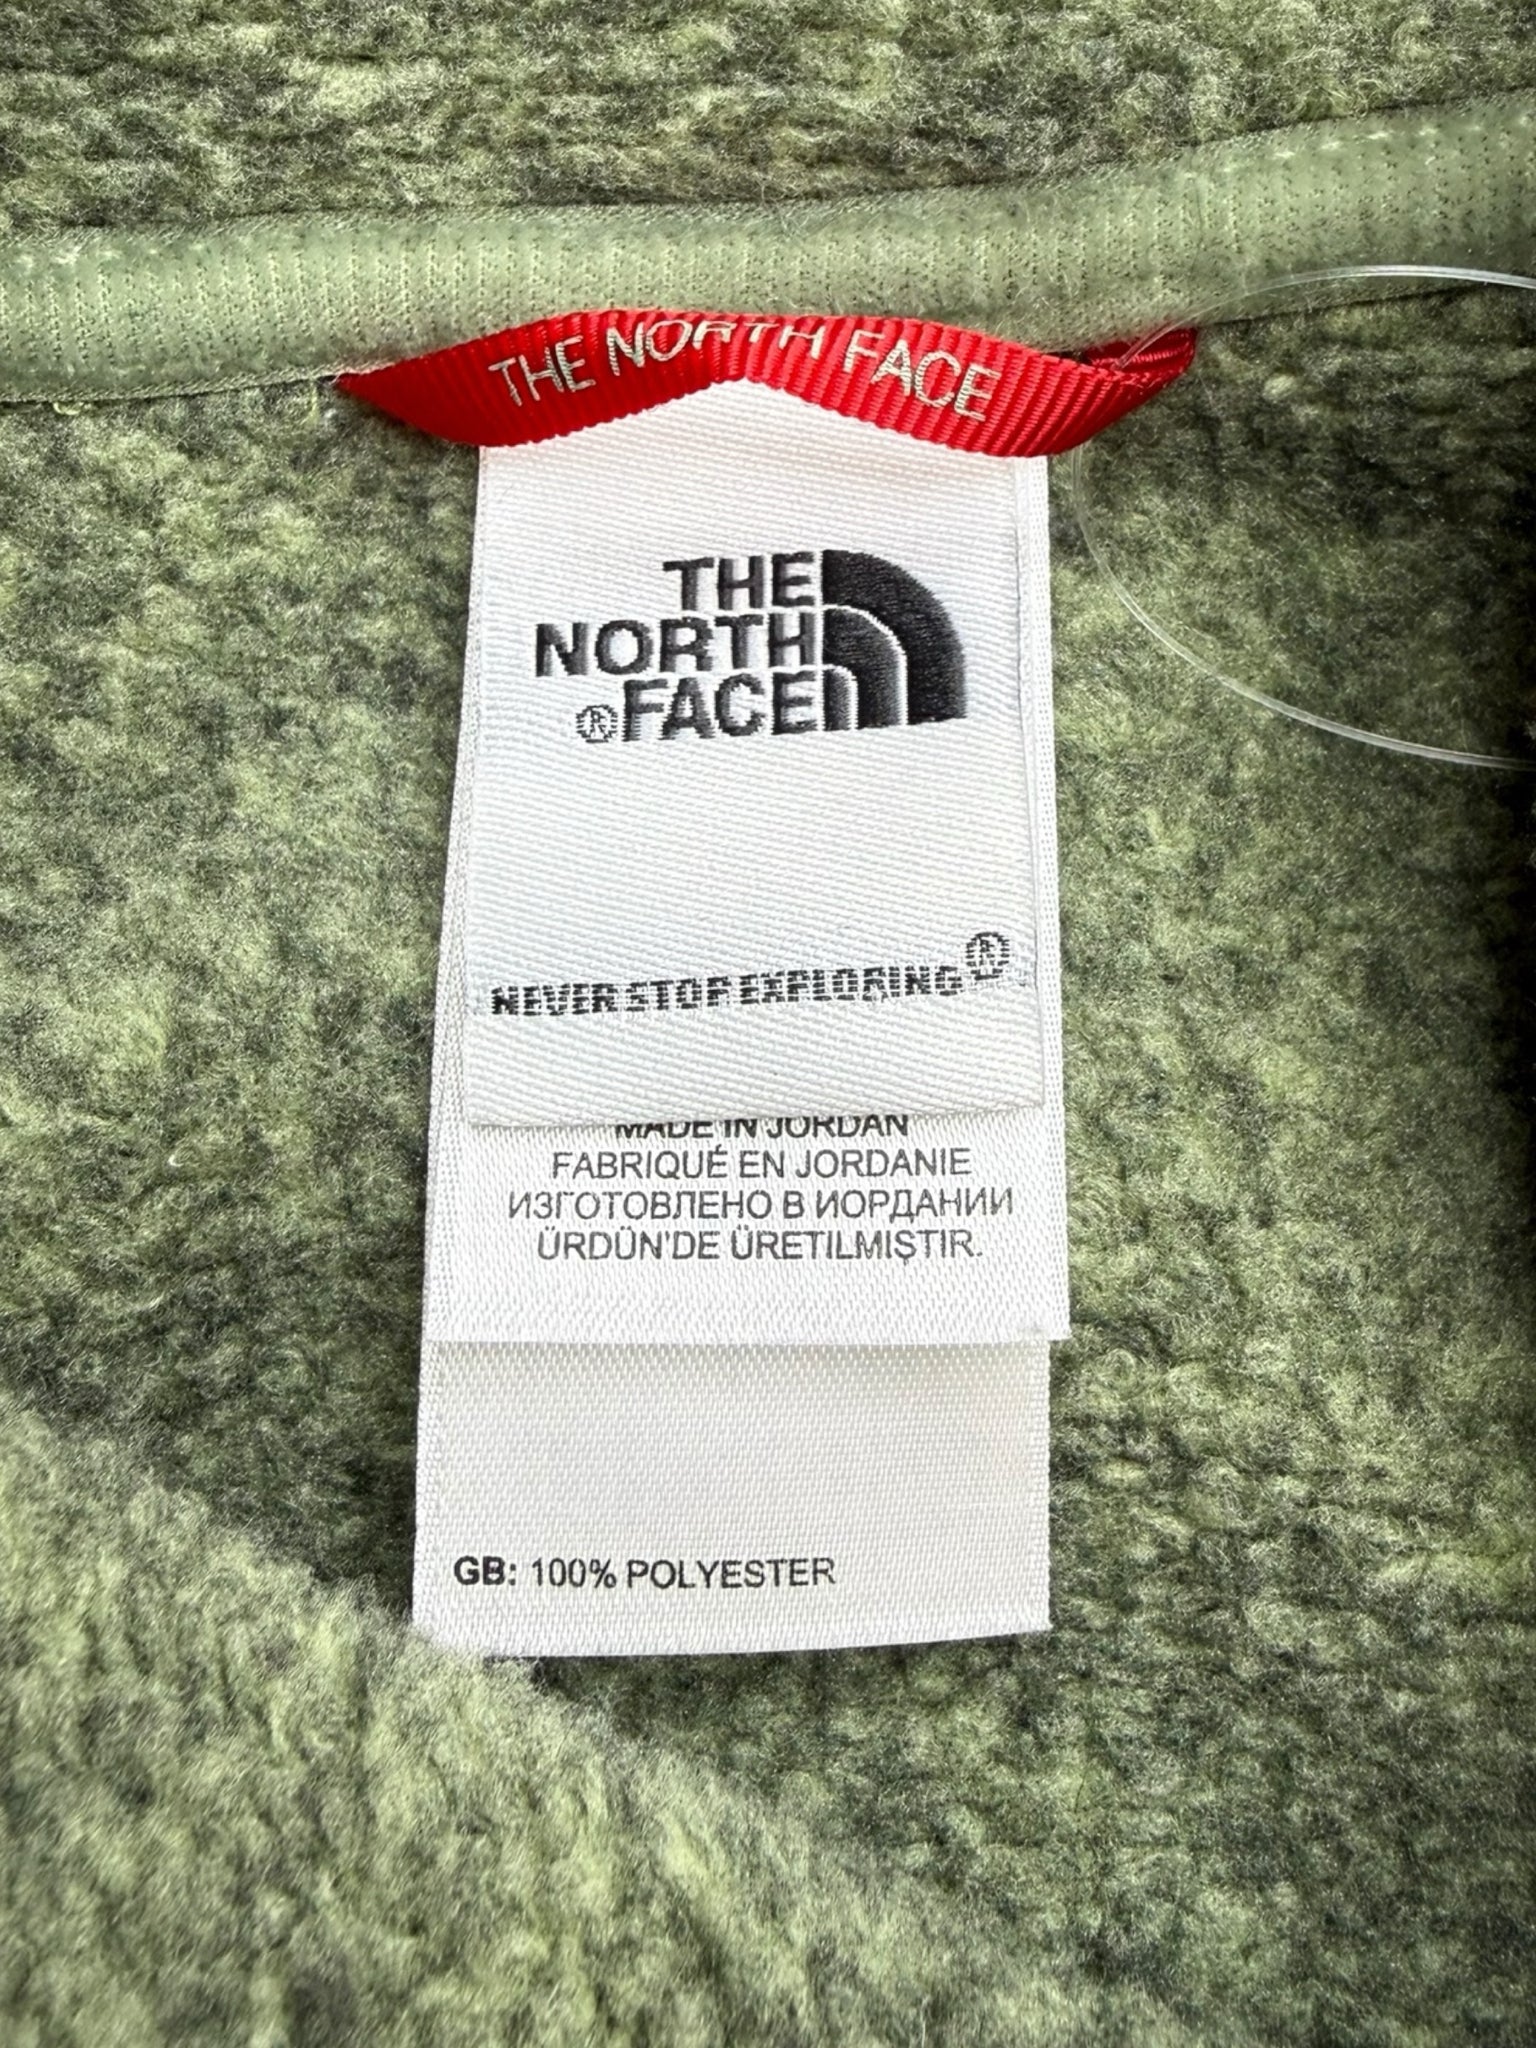 THE NORTH FACE
THE
NORTH
®FACE
NEVER STOP EXPLORING®
MADE IN JORDAN
FABRIQUÉ EN JORDANIE
ИЗГОТОВЛЕНО В ИОРДАНИИ
ÜRDÜN'DE ÜRETILMIŞTIR.
GB: 100% POLYESTER